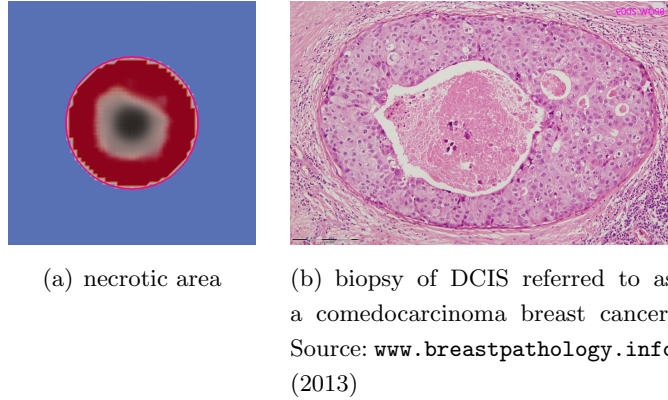 (a) necrotic area
(b) biopsy of DCIS referred to as
a comedocarcinoma breast cancer
Source: www.breastpathology.info
(2013)